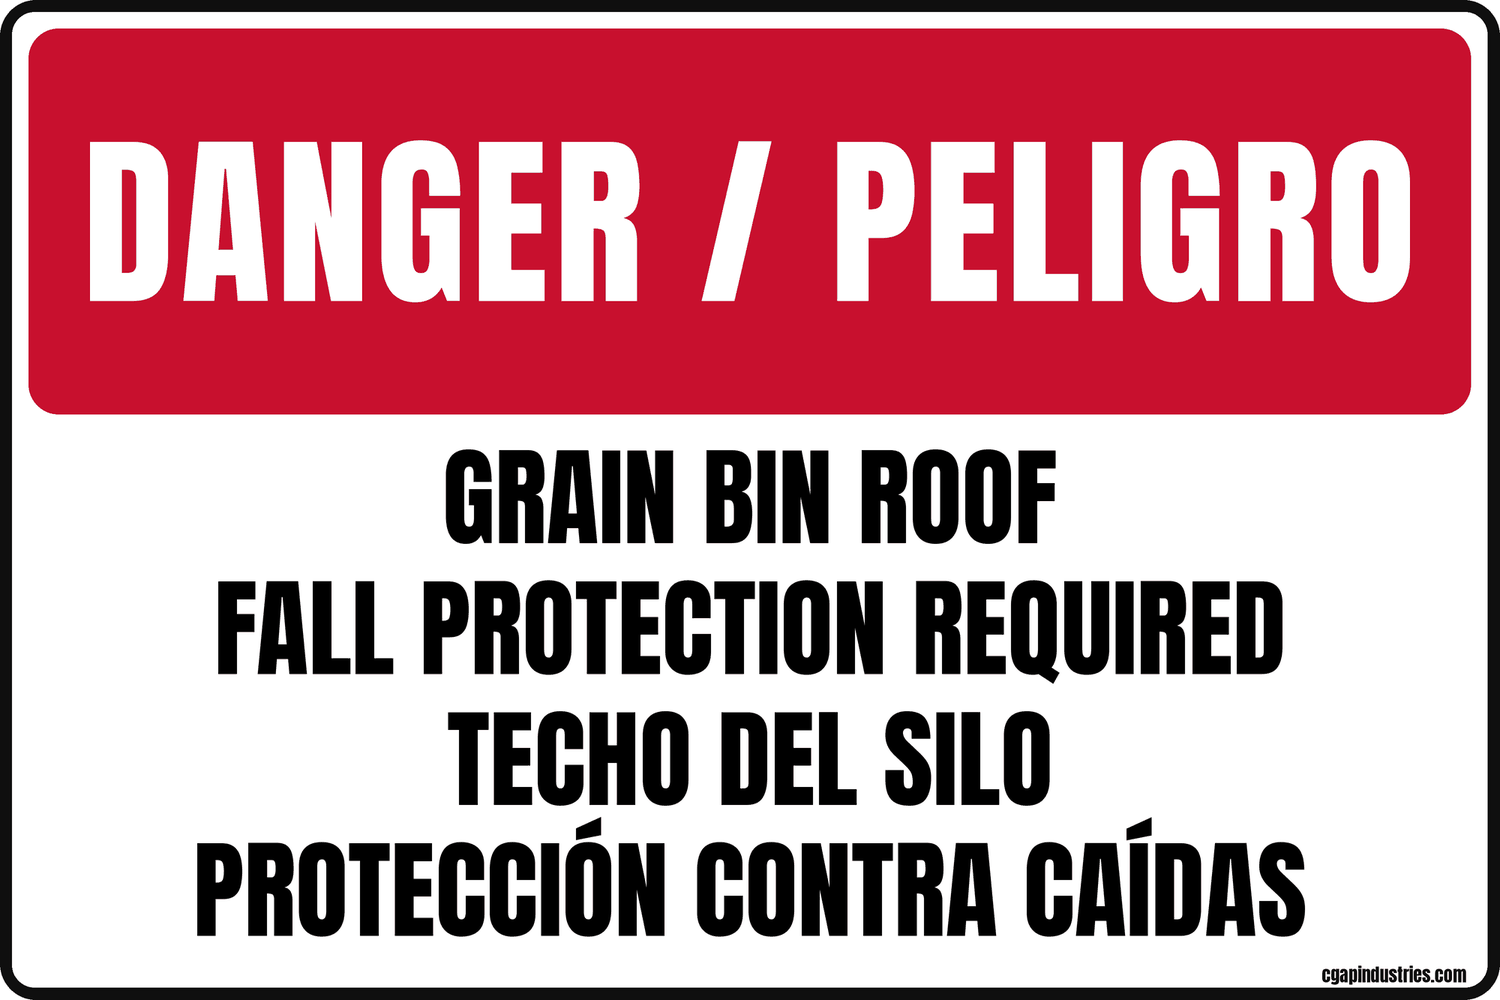 DANGER / PELIGRO
GRAIN BIN ROOF
FALL PROTECTION REQUIRED
TECHO DEL SILO
PROTECCIÓN CONTRA CAÍDAS
cgapindustries.com